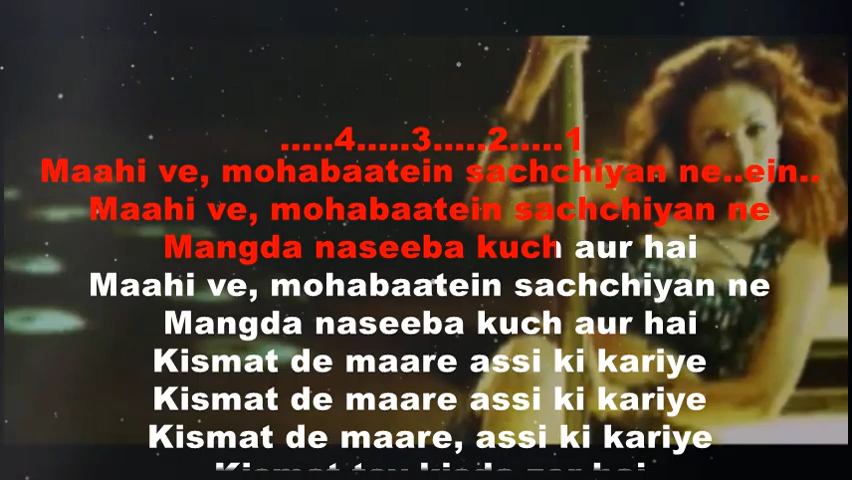 .....4.....3.....2.....1
Maahi ve, mohabaatein sachchiyan ne..ein..
Maahi ve, mohabaatein sachchiyan ne
Mangda naseeba kuch aur hai
Maahi ve, mohabaatein sachchiyan ne
Mangda naseeba kuch aur hai
Kismat de maare assi ki kariye
Kismat de maare assi ki kariye
Kismat de maare, assi ki kariye